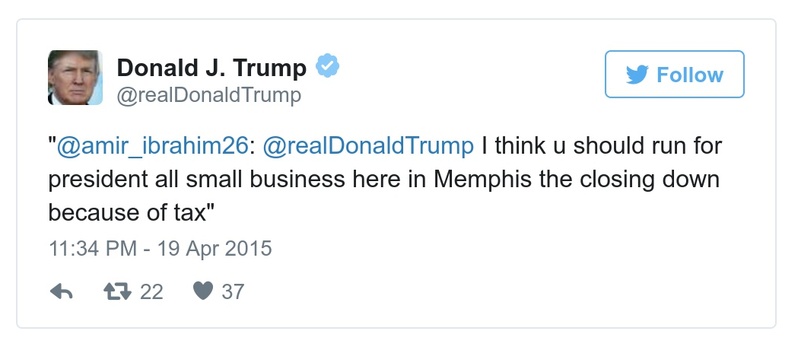 Donald J. Trump
Follow
@realDonaldTrump
"@amir_ibrahim26: @realDonaldTrump I think u should run for
president all small business here in Memphis the closing down
because of tax"
11:34 PM - 19 Apr 2015
22 37